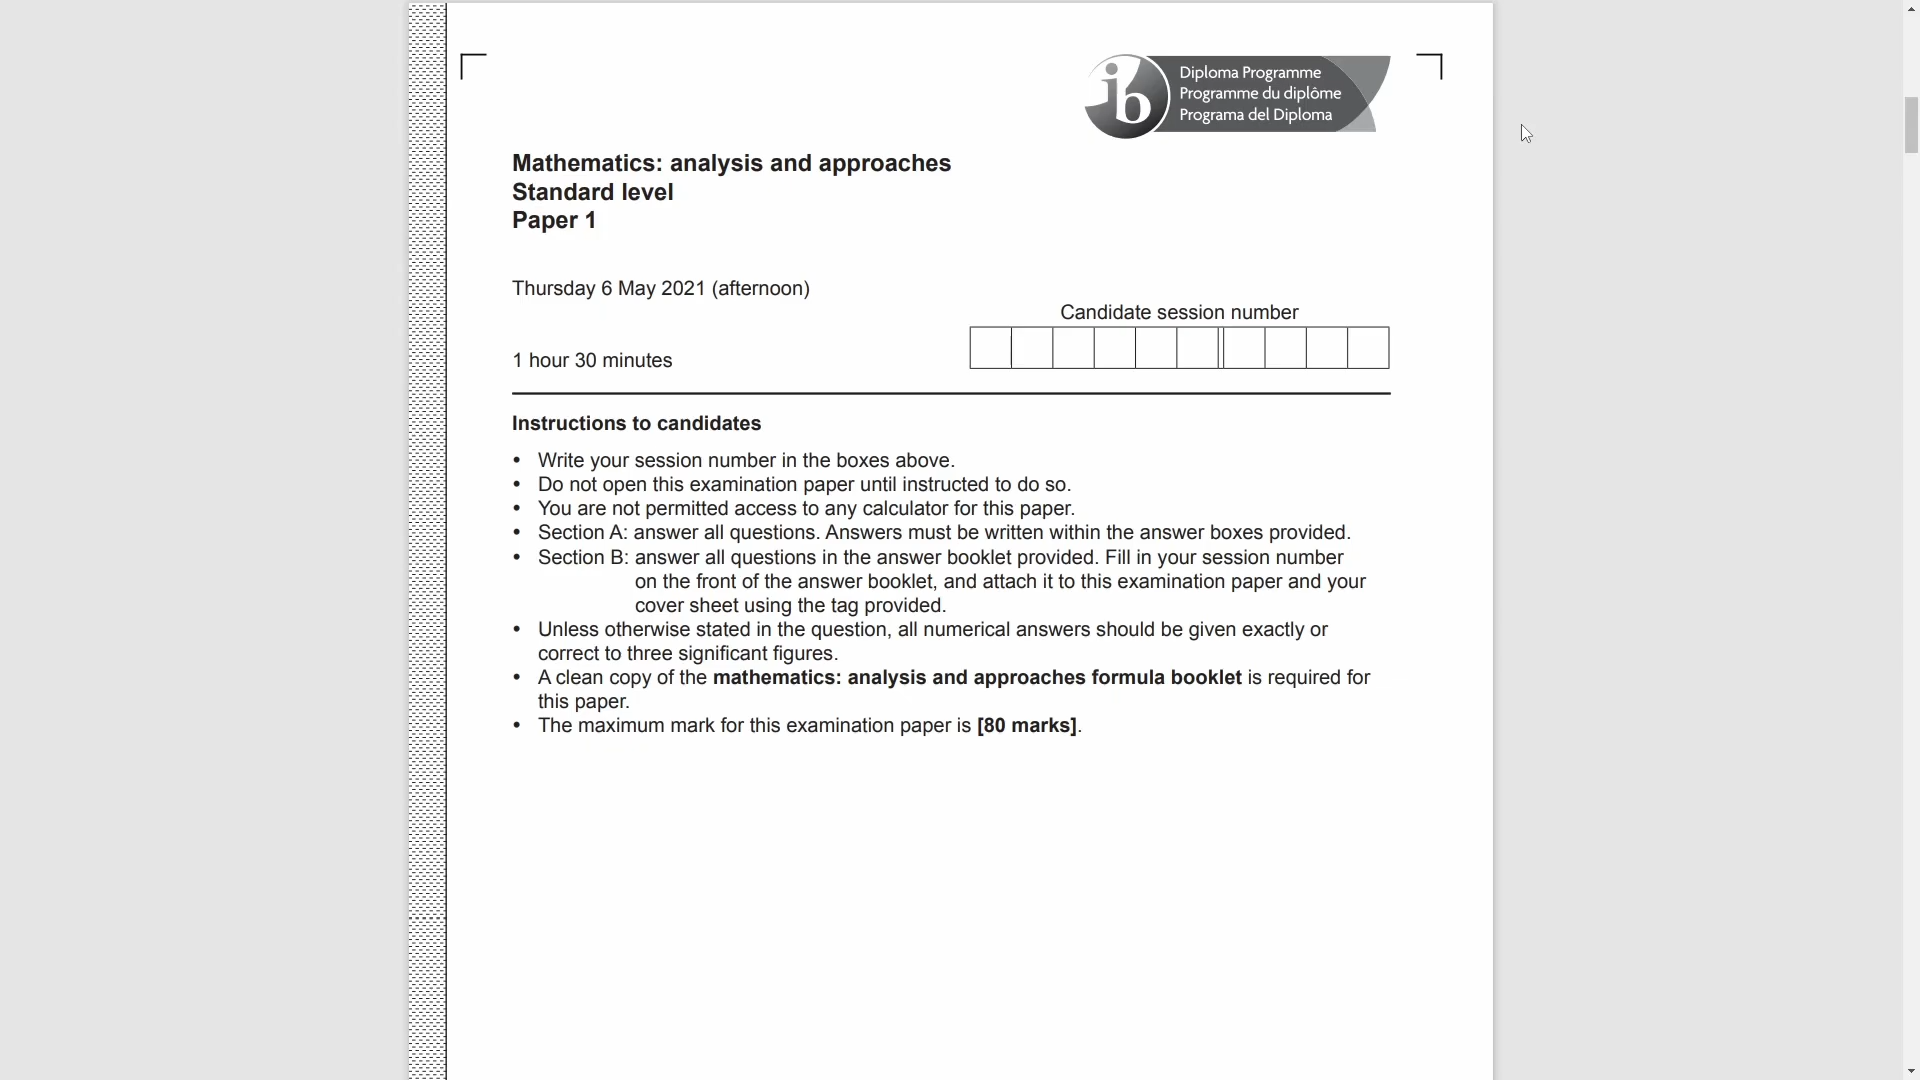 ib
Diploma Programme
Programme du diplôme
Programa del Diploma
Mathematics: analysis and approaches
Standard level
Paper 1
Thursday 6 May 2021 (afternoon)
Candidate session number
1 hour 30 minutes
Instructions to candidates
• Write your session number in the boxes above.
• Do not open this examination paper until instructed to do so.
• You are not permitted access to any calculator for this paper.
• Section A: answer all questions. Answers must be written within the answer boxes provided.
• Section B: answer all questions in the answer booklet provided. Fill in your session number
on the front of the answer booklet, and attach it to this examination paper and your
cover sheet using the tag provided.
• Unless otherwise stated in the question, all numerical answers should be given exactly or
correct to three significant figures.
• A clean copy of the mathematics: analysis and approaches formula booklet is required for
this paper.
• The maximum mark for this examination paper is [80 marks].